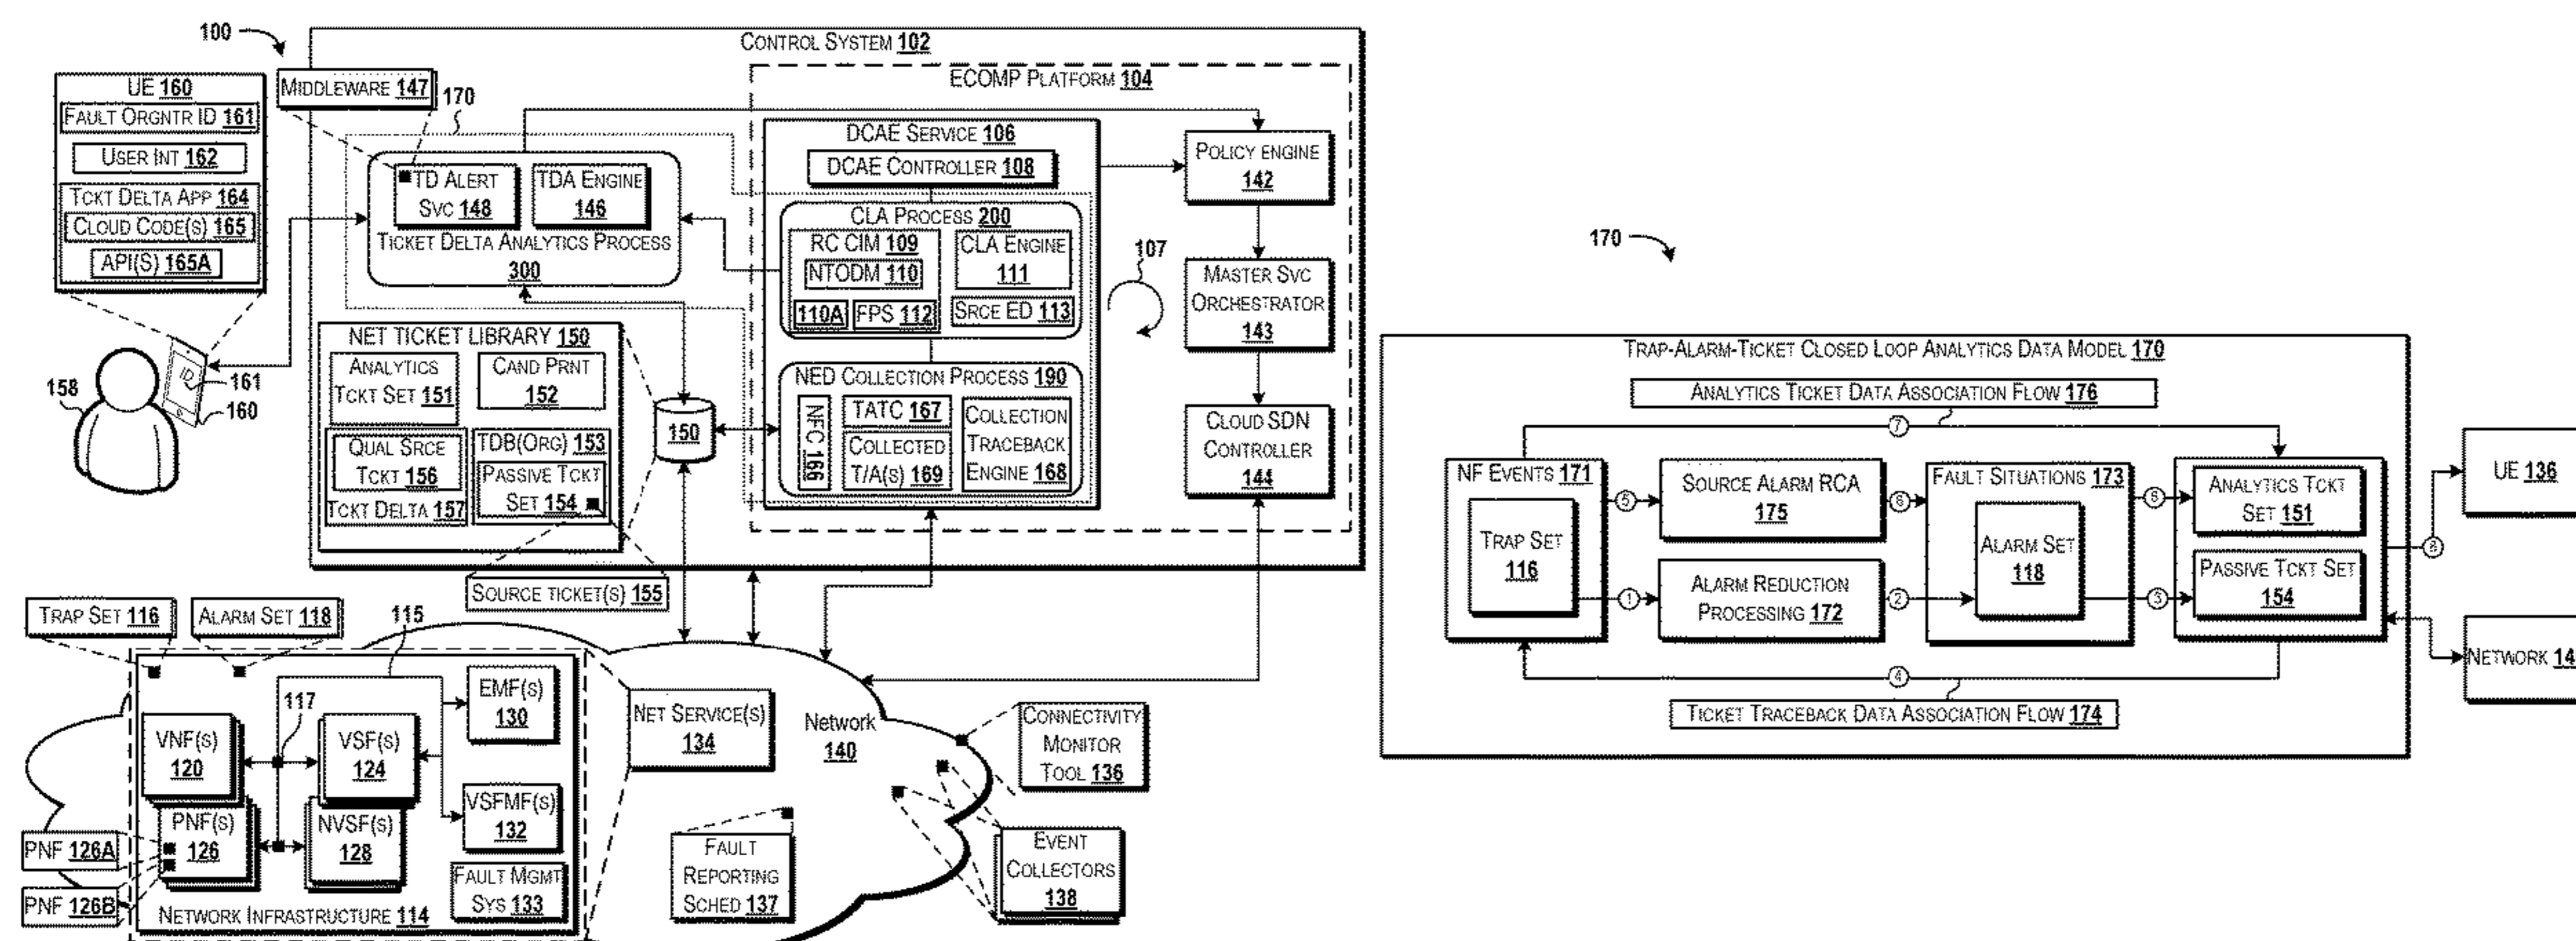 100
CONTROL SYSTEM 102
UE 160
FAULT ORGNTR ID 161
USER INT 162
TCKT DELTA APP 164
CLOUD CODE(S) 165
API(S) 165A
MIDDLEWARE 147
170
ECOMP PLATFORM 104
TD ALERT
SVC 148
TDA ENGINE
146
TICKET DELTA ANALYTICS PROCESS
300
DCAE SERVICE 106
DCAE CONTROLLER 108
CLA PROCESS 200
RC CIM 109
NTODM 110
110A
FPS 112
CLA ENGINE
111
SRCE ED 113
107
POLICY ENGINE
142
MASTER SVC
ORCHESTRATOR
143
CLOUD SDN
CONTROLLER
144
NED COLLECTION PROCESS 190
NFC 166
TATC 167
COLLECTED
T/A(S) 169
COLLECTION
TRACEBACK
ENGINE 168
NET TICKET LIBRARY 150
ANALYTICS
TCKT SET 151
CAND PRNT
152
QUAL SRCE
TCKT 156
TCKT DELTA 157
TDB(ORG) 153
PASSIVE TCKT
SET 154
150
158
ID
161
160
SOURCE TICKET(S) 155
TRAP SET 116
ALARM SET 118
115
117
VNF(S)
120
VSF(S)
124
EMF(S)
130
PNF(S)
126
NVSF(S)
128
VSFMF(S)
132
FAULT MGMT
SYS 133
PNF 126A
PNF 126B
NETWORK INFRASTRUCTURE 114
NET SERVICE(S)
134
Network
140
CONNECTIVITY
MONITOR
TOOL 136
FAULT
REPORTING
SCHED 137
EVENT
COLLECTORS
138
170
TRAP-ALARM-TICKET CLOSED LOOP ANALYTICS DATA MODEL 170
ANALYTICS TICKET DATA ASSOCIATION FLOW 176
7
NF EVENTS 171
TRAP SET
116
5
SOURCE ALARM RCA
175
6
FAULT SITUATIONS 173
ALARM SET
118
ANALYTICS TCKT
SET 151
1
ALARM REDUCTION
PROCESSING 172
2
3
PASSIVE TCKT SET
154
4
TICKET TRACEBACK DATA ASSOCIATION FLOW 174
8
UE 136
NETWORK